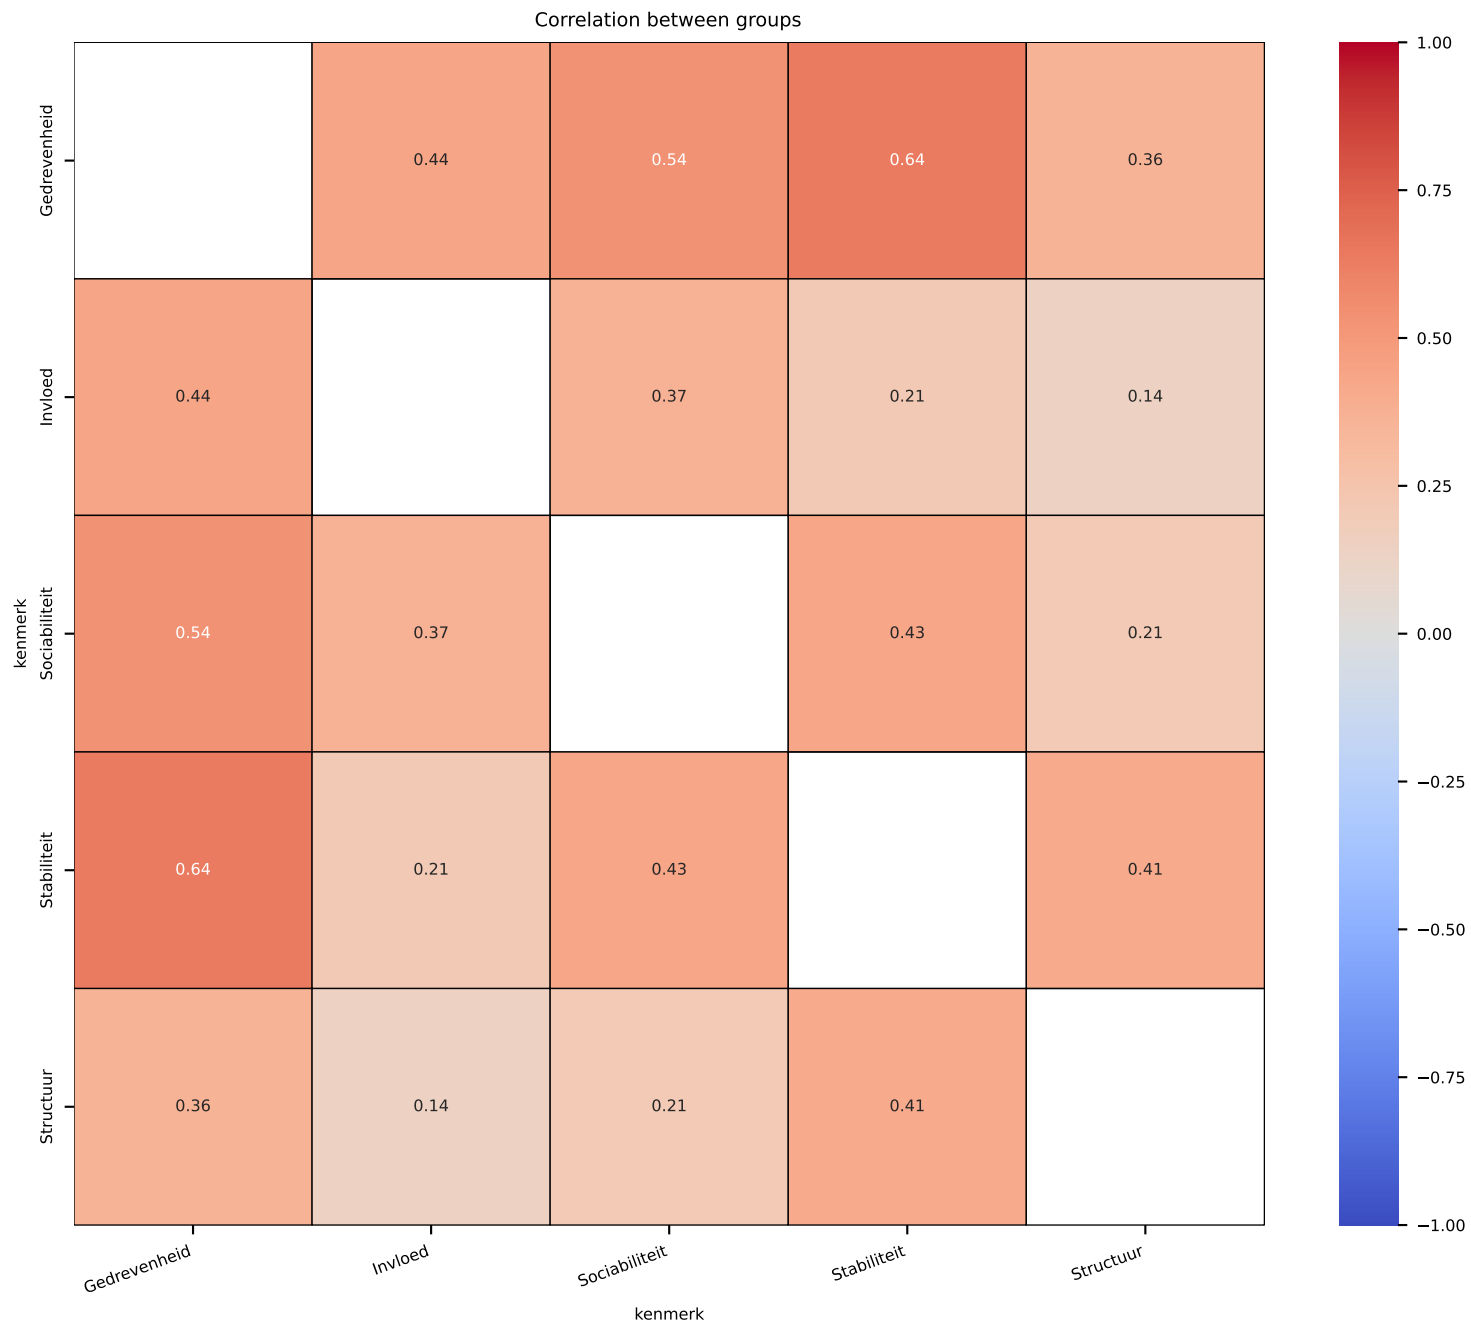 Correlation between groups
Gedrevenheid
0.44
0.54
0.64
0.36
Invloed
0.44
0.37
0.21
0.14
kenmerk
Sociabiliteit
0.54
0.37
0.43
0.21
Stabiliteit
0.64
0.21
0.43
0.41
Structuur
0.36
0.14
0.21
0.41
Gedrevenheid
Invloed
Sociabiliteit
Stabiliteit
Structuur
kenmerk
1.00
0.75
0.50
0.25
0.00
−0.25
−0.50
−0.75
−1.00